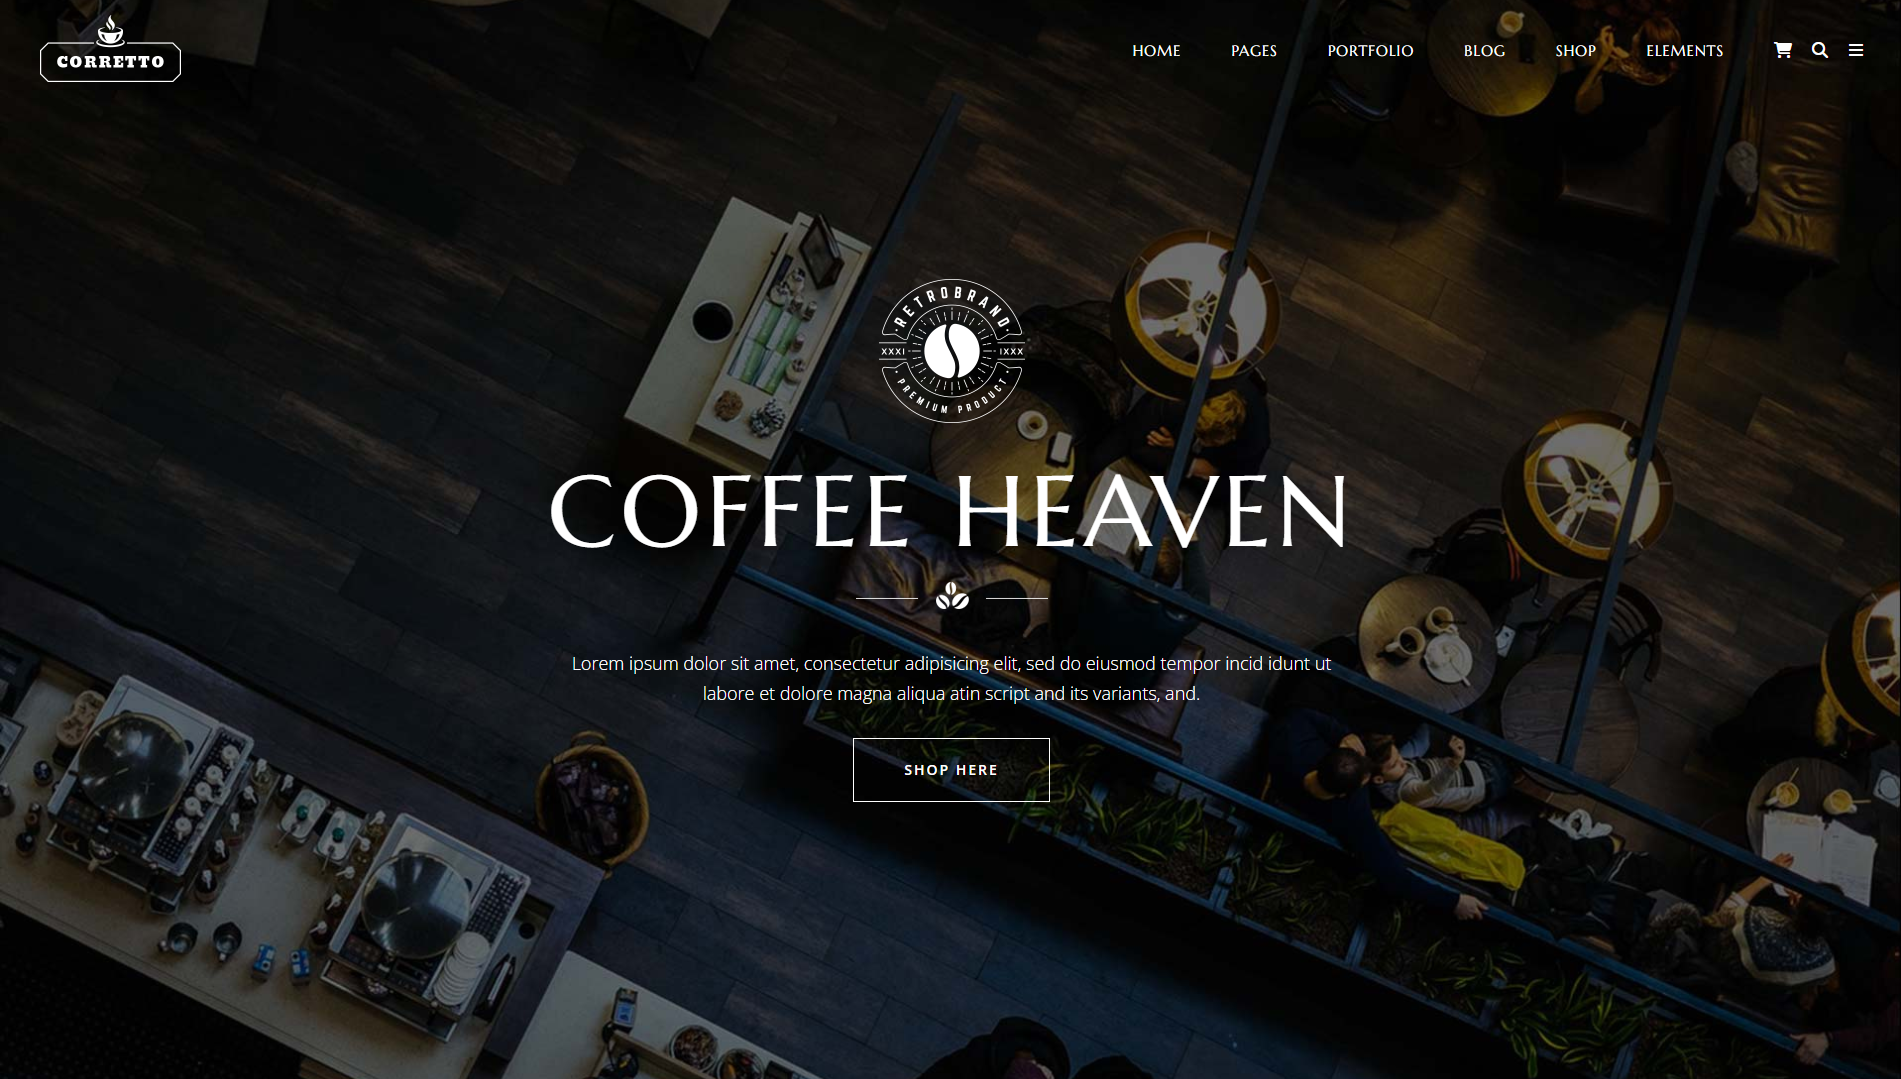 CORRETTO
HOME
PAGES
PORTFOLIO
BLOG
SHOP
ELEMENTS
RETROBRAND
XXXI
IXXX
PREMIUM PRODUCT
COFFEE HEAVEN
Lorem ipsum dolor sit amet, consectetur adipisicing elit, sed do eiusmod tempor incid idunt ut
labore et dolore magna aliqua atin script and its variants, and.
SHOP HERE